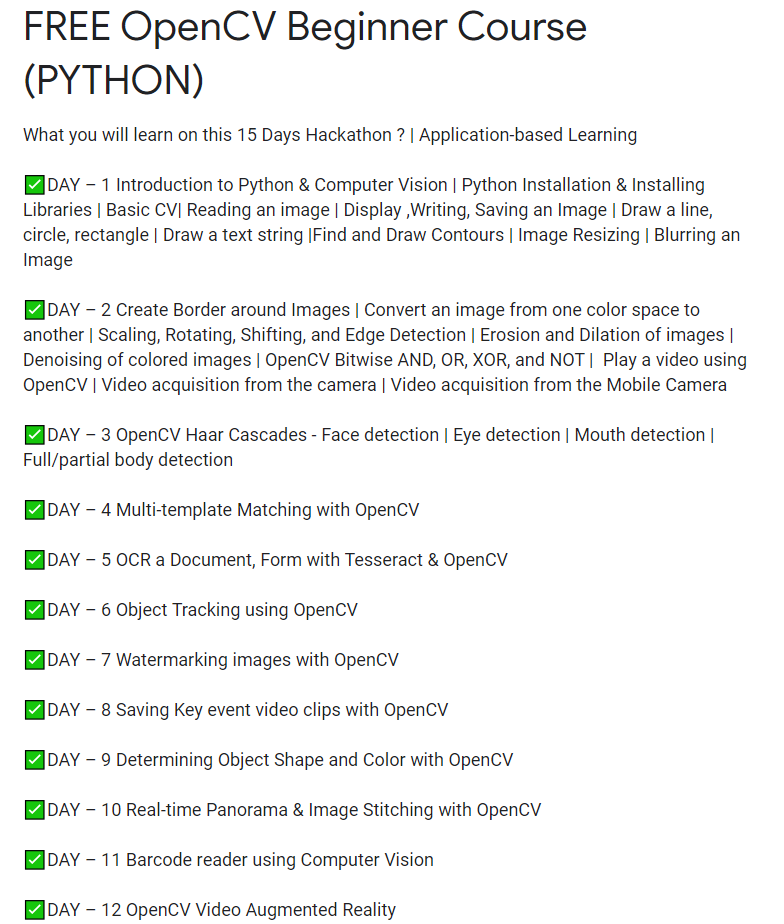 FREE OpenCV Beginner Course
(PYTHON)
What you will learn on this 15 Days Hackathon ? | Application-based Learning
✅DAY – 1 Introduction to Python & Computer Vision | Python Installation & Installing
Libraries | Basic CV| Reading an image | Display ,Writing, Saving an Image | Draw a line,
circle, rectangle | Draw a text string |Find and Draw Contours | Image Resizing | Blurring an
Image
✅DAY – 2 Create Border around Images | Convert an image from one color space to
another | Scaling, Rotating, Shifting, and Edge Detection | Erosion and Dilation of images |
Denoising of colored images | OpenCV Bitwise AND, OR, XOR, and NOT |  Play a video using
OpenCV | Video acquisition from the camera | Video acquisition from the Mobile Camera
✅DAY – 3 OpenCV Haar Cascades - Face detection | Eye detection | Mouth detection |
Full/partial body detection
✅DAY – 4 Multi-template Matching with OpenCV
✅DAY – 5 OCR a Document, Form with Tesseract & OpenCV
✅DAY – 6 Object Tracking using OpenCV
✅DAY – 7 Watermarking images with OpenCV
✅DAY – 8 Saving Key event video clips with OpenCV
✅DAY – 9 Determining Object Shape and Color with OpenCV
✅DAY – 10 Real-time Panorama & Image Stitching with OpenCV
✅DAY – 11 Barcode reader using Computer Vision
✅DAY – 12 OpenCV Video Augmented Reality